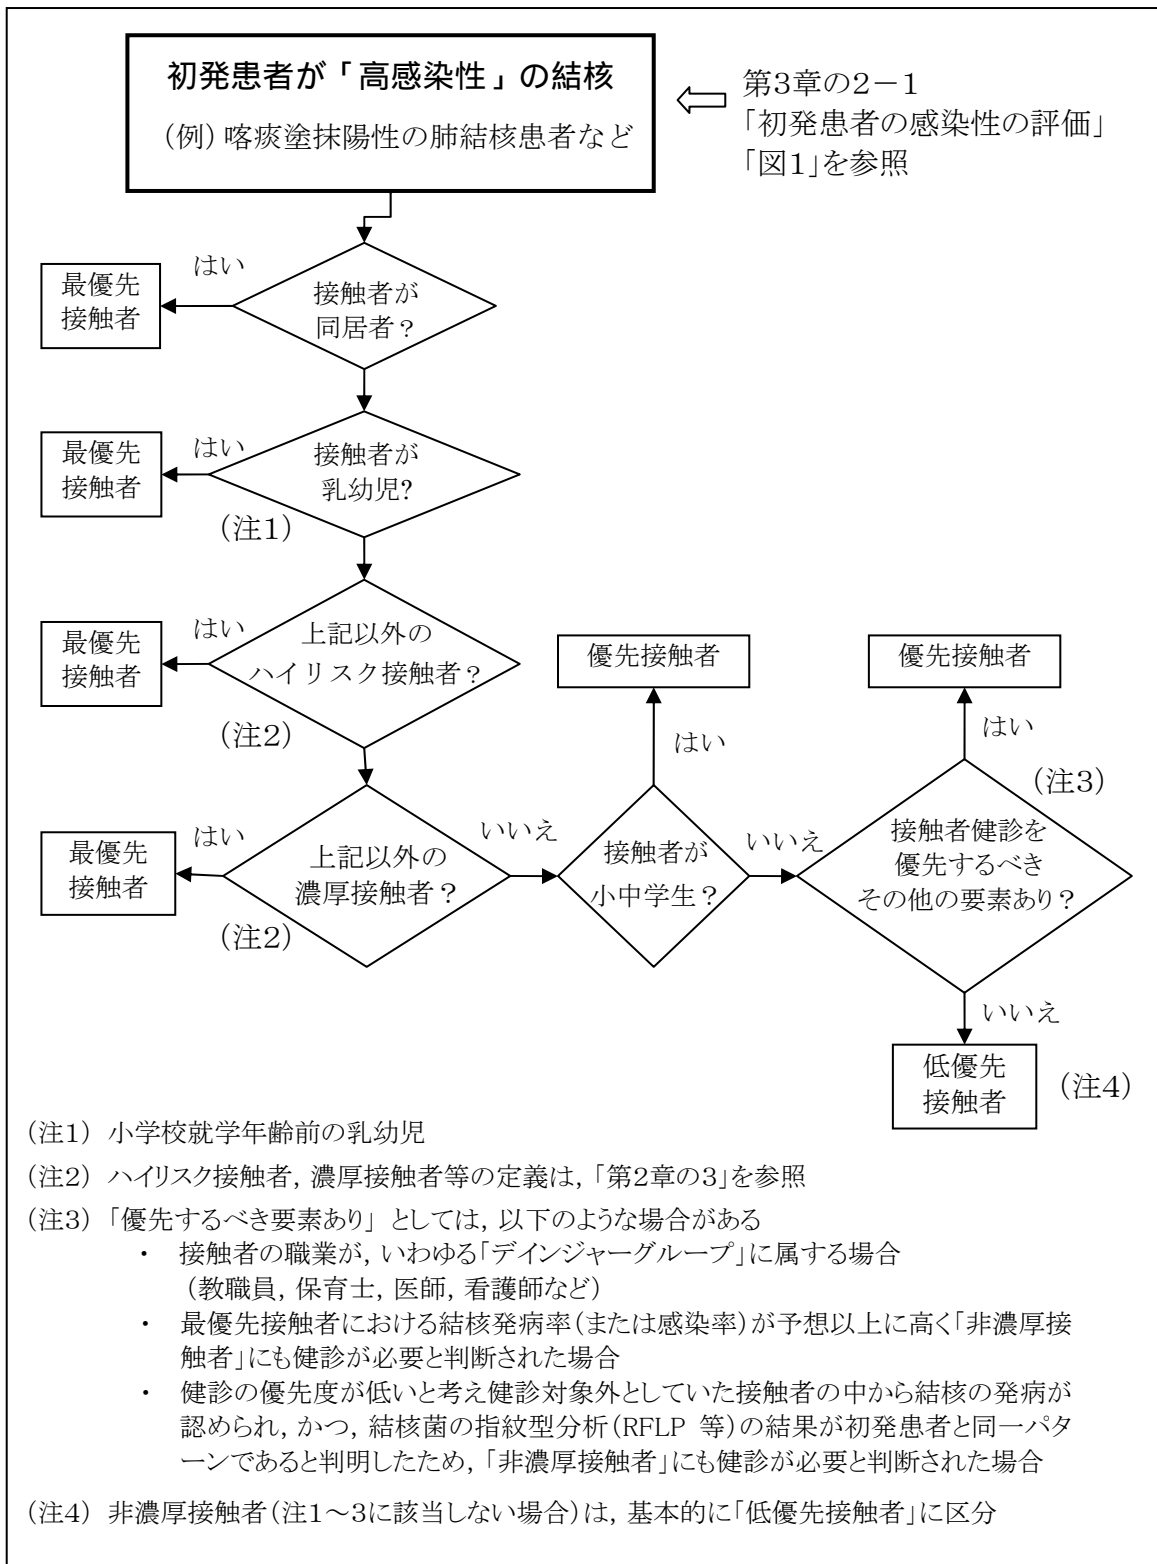 初発患者が「高感染性」の結核
(例) 喀痰塗抹陽性の肺結核患者など
第3章の2-1
「初発患者の感染性の評価」
「図1」を参照
はい
最優先
接触者
接触者が
同居者?
はい
最優先
接触者
接触者が
乳幼児?
(注1)
はい
最優先
接触者
上記以外の
ハイリスク接触者?
(注2)
優先接触者
はい
優先接触者
はい
(注3)
はい
最優先
接触者
上記以外の
濃厚接触者?
(注2)
いいえ
接触者が
小中学生?
いいえ
接触者健診を
優先するべき
その他の要素あり?
いいえ
低優先
接触者
(注4)
(注1) 小学校就学年齢前の乳幼児
(注2) ハイリスク接触者, 濃厚接触者等の定義は, 「第2章の3」を参照
(注3) 「優先するべき要素あり」 としては, 以下のような場合がある
・ 接触者の職業が, いわゆる「デインジャーグループ」に属する場合
(教職員, 保育士, 医師, 看護師など)
・ 最優先接触者における結核発病率(または感染率)が予想以上に高く「非濃厚接
触者」にも健診が必要と判断された場合
・ 健診の優先度が低いと考え健診対象外としていた接触者の中から結核の発病が
認められ, かつ, 結核菌の指紋型分析(RFLP 等)の結果が初発患者と同一パタ
ーンであると判明したため, 「非濃厚接触者」にも健診が必要と判断された場合
(注4) 非濃厚接触者(注1~3に該当しない場合)は, 基本的に「低優先接触者」に区分